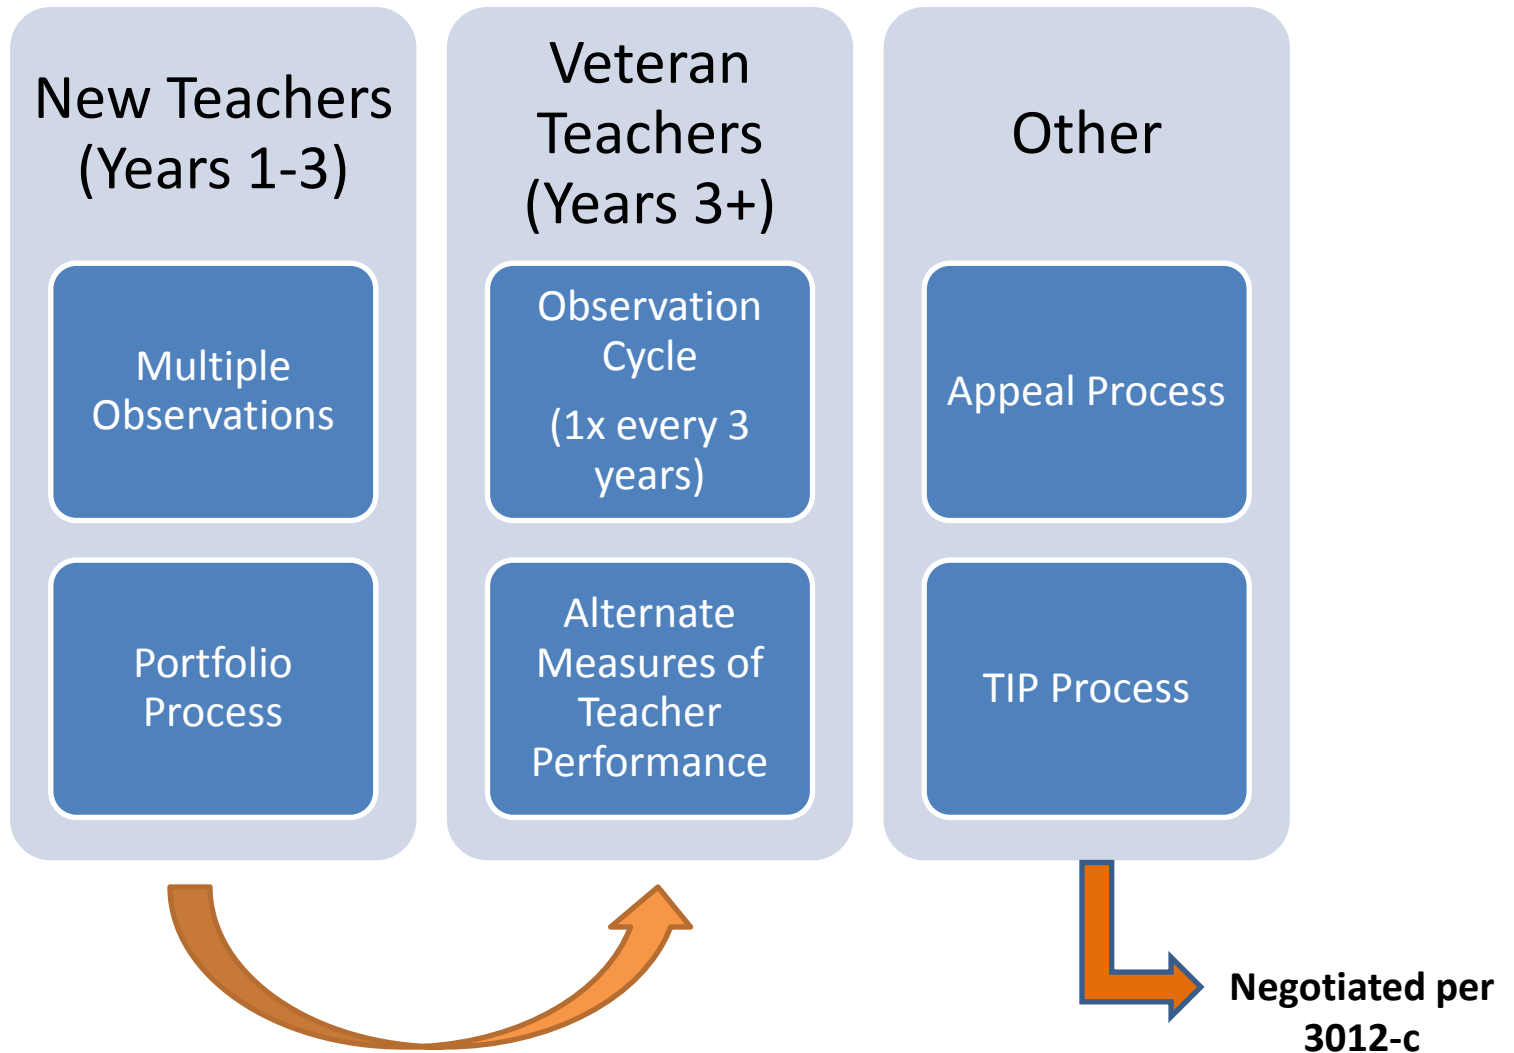 New Teachers
(Years 1-3)
Multiple
Observations
Portfolio
Process
Veteran
Teachers
(Years 3+)
Observation
Cycle
(1x every 3
years)
Alternate
Measures of
Teacher
Performance
Other
Appeal Process
TIP Process
Negotiated per
3012-c